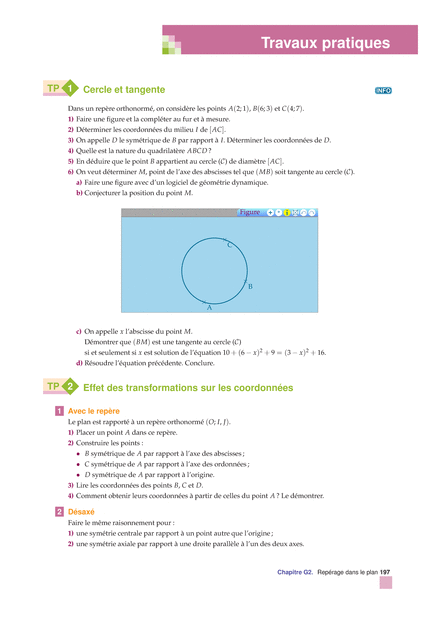 Travaux pratiques
TP 1 Cercle et tangente
INFO
Dans un repère orthonormé, on considère les points A(2; 1), B(6; 3) et C(4; 7).
1) Faire une figure et la compléter au fur et à mesure.
2) Déterminer les coordonnées du milieu I de [AC].
3) On appelle D le symétrique de B par rapport à I. Déterminer les coordonnées de D.
4) Quelle est la nature du quadrilatère ABCD ?
5) En déduire que le point B appartient au cercle (C) de diamètre [AC].
6) On veut déterminer M, point de l'axe des abscisses tel que (MB) soit tangente au cercle (C).
a) Faire une figure avec d'un logiciel de géométrie dynamique.
b) Conjecturer la position du point M.
Figure
C
B
A
c) On appelle x l'abscisse du point M.
Démontrer que (BM) est une tangente au cercle (C)
si et seulement si x est solution de l'équation 10 + (6 − x)² + 9 = (3 − x)² + 16.
d) Résoudre l'équation précédente. Conclure.
TP 2 Effet des transformations sur les coordonnées
1 Avec le repère
Le plan est rapporté à un repère orthonormé (O; I, J).
1) Placer un point A dans ce repère.
2) Construire les points :
• B symétrique de A par rapport à l'axe des abscisses ;
• C symétrique de A par rapport à l'axe des ordonnées ;
• D symétrique de A par rapport à l'origine.
3) Lire les coordonnées des points B, C et D.
4) Comment obtenir leurs coordonnées à partir de celles du point A ? Le démontrer.
2 Désaxé
Faire le même raisonnement pour :
1) une symétrie centrale par rapport à un point autre que l'origine ;
2) une symétrie axiale par rapport à une droite parallèle à l'un des deux axes.
Chapitre G2. Repérage dans le plan 197